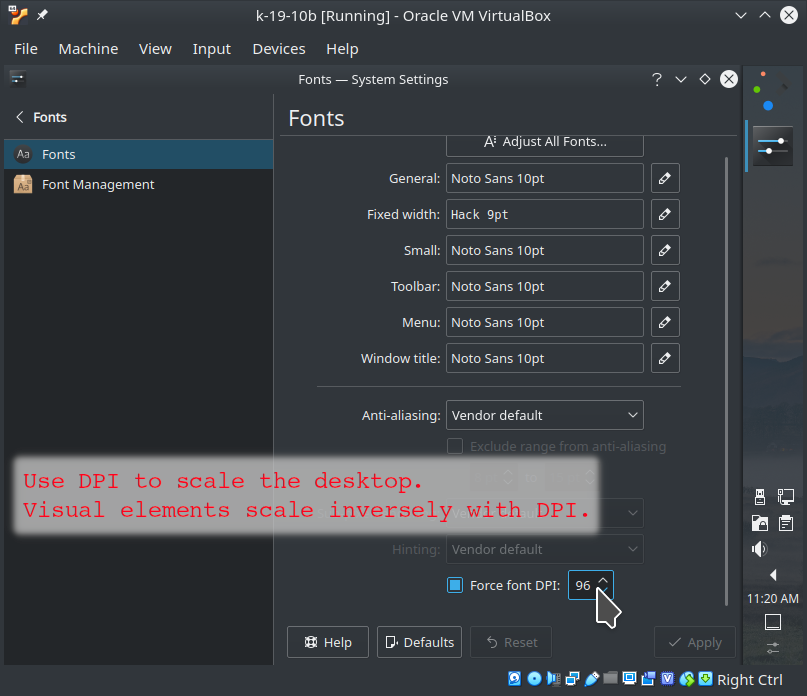 k-19-10b [Running] - Oracle VM VirtualBox
File Machine View Input Devices Help
Fonts — System Settings
Fonts
Fonts
Adjust All Fonts...
Aa Fonts
Aa Font Management
General: Noto Sans 10pt
Fixed width: Hack 9pt
Small: Noto Sans 10pt
Toolbar: Noto Sans 10pt
Menu: Noto Sans 10pt
Window title: Noto Sans 10pt
Anti-aliasing: Vendor default
Exclude range from anti-aliasing
Use DPI to scale the desktop.
Visual elements scale inversely with DPI.
Hinting: Vendor default
Force font DPI: 96
11:20 AM
Help Defaults Reset Apply
Right Ctrl